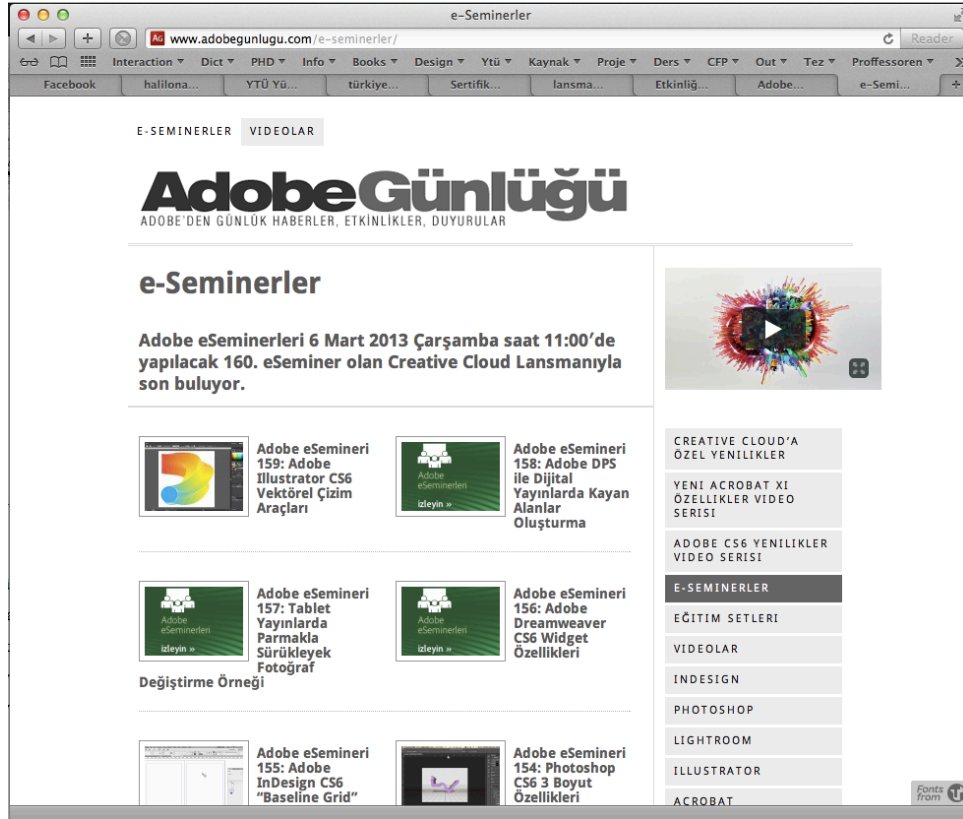 e-Seminerler
www.adobegunlugu.com/e-seminerler/
Reader
Interaction Dict PHD Info Books Design Ytü Kaynak Proje Ders CFP Out Tez Proffessoren
Facebook halilona... YTÜ Yü... türkiye... Sertifik... lansma... Etkinliğ... Adobe... e-Semi...
E-SEMINERLER VIDEOLAR
AdobeGünlüğü
ADOBE'DEN GÜNLÜK HABERLER, ETKİNLİKLER, DUYURULAR
e-Seminerler
Adobe eSeminerleri 6 Mart 2013 Çarşamba saat 11:00′de
yapılacak 160. eSeminer olan Creative Cloud Lansmanıyla
son buluyor.
Adobe eSemineri
159: Adobe
Illustrator CS6
Vektörel Çizim
Araçları
Adobe
eSeminerleri
izleyin »
Adobe eSemineri
158: Adobe DPS
ile Dijital
Yayınlarda Kayan
Alanlar
Oluşturma
Adobe
eSeminerleri
izleyin »
Adobe eSemineri
157: Tablet
Yayınlarda
Parmakla
Sürükleyek
Fotoğraf
Değiştirme Örneği
Adobe
eSeminerleri
izleyin »
Adobe eSemineri
156: Adobe
Dreamweaver
CS6 Widget
Özellikleri
Adobe eSemineri
155: Adobe
InDesign CS6
“Baseline Grid”
Adobe eSemineri
154: Photoshop
CS6 3 Boyut
Özellikleri
CREATIVE CLOUD’A
ÖZEL YENILIKLER
YENI ACROBAT XI
ÖZELLIKLER VIDEO
SERISI
ADOBE CS6 YENILIKLER
VIDEO SERISI
E-SEMINERLER
EĞITIM SETLERI
VIDEOLAR
INDESIGN
PHOTOSHOP
LIGHTROOM
ILLUSTRATOR
ACROBAT
Fonts
from